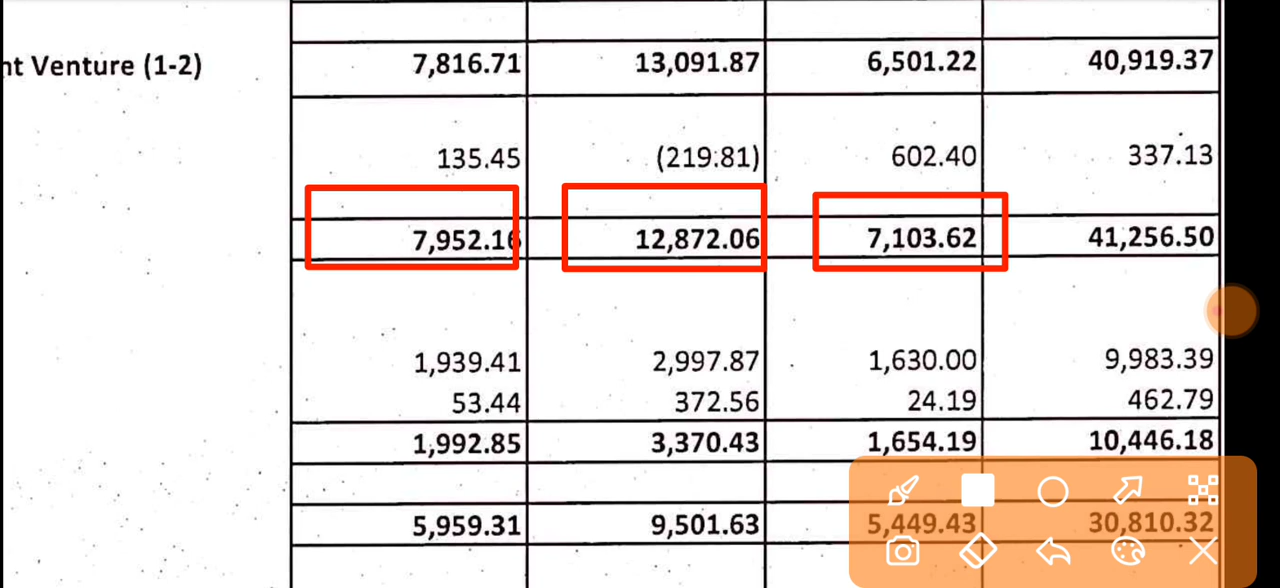 nt Venture (1-2) 7,816.71 13,091.87 6,501.22 40,919.37
135.45 (219.81) 602.40 337.13
7,952.16 12,872.06 7,103.62 41,256.50
1,939.41 2,997.87 1,630.00 9,983.39
53.44 372.56 24.19 462.79
1,992.85 3,370.43 1,654.19 10,446.18
5,959.31 9,501.63 5,449.43 30,810.32